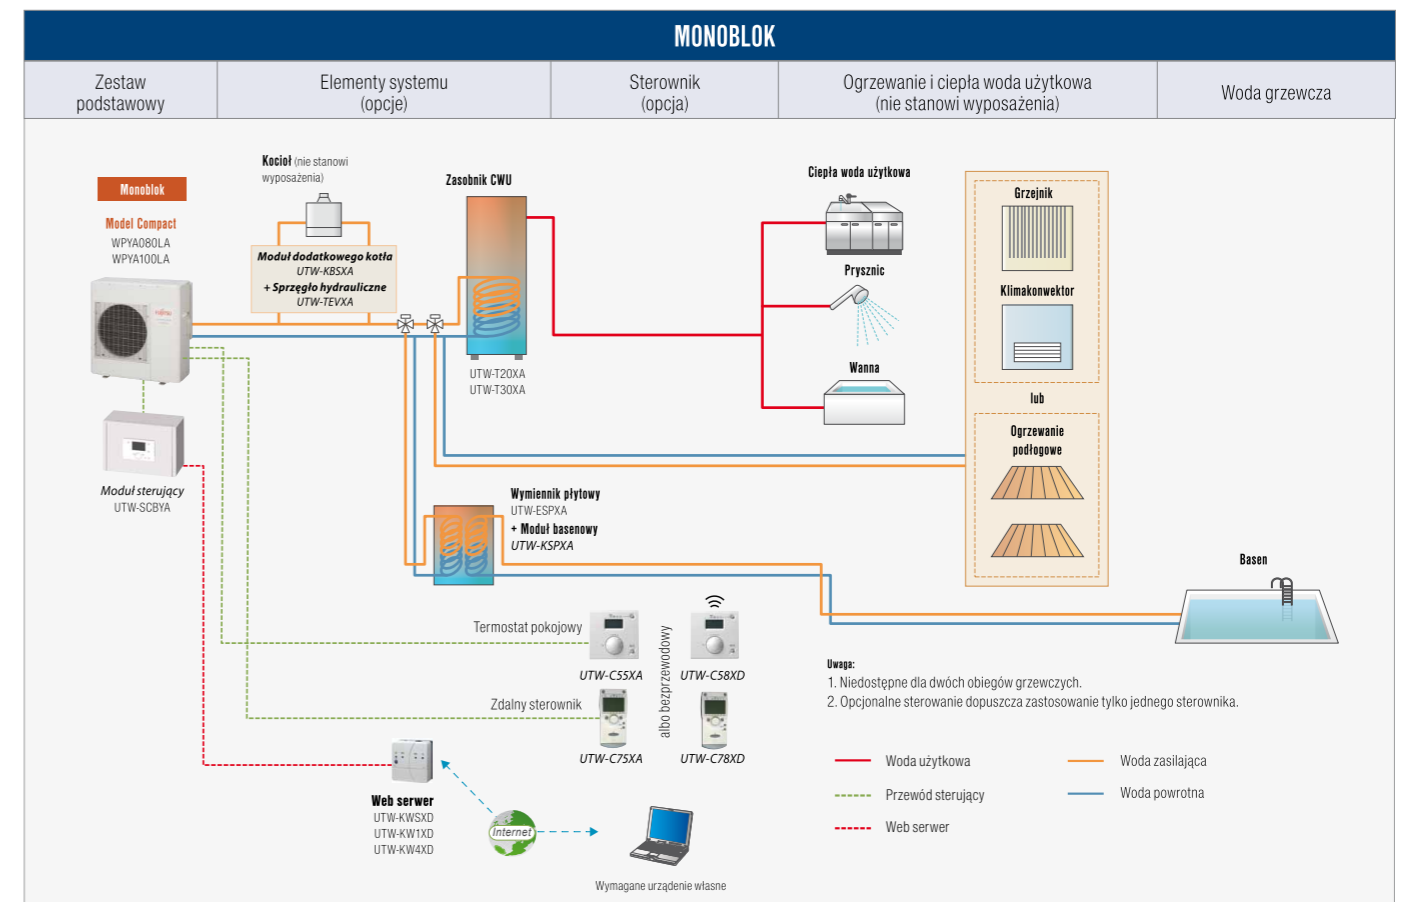 MONOBLOK
Zestaw
podstawowy
Elementy systemu
(opcje)
Sterownik
(opcja)
Ogrzewanie i ciepła woda użytkowa
(nie stanowi wyposażenia)
Woda grzewcza
Monoblok
Model Compact
WPYA080LA
WPYA100LA
Moduł sterujący
UTW-SCBYA
Kocioł (nie stanowi
wyposażenia)
Moduł dodatkowego kotła
UTW-KBSXA
+ Sprzęgło hydrauliczne
UTW-TEVXA
Zasobnik CWU
UTW-T20XA
UTW-T30XA
Ciepła woda użytkowa
Prysznic
Wanna
Grzejnik
Klimakonwektor
lub
Ogrzewanie
podłogowe
Wymiennik płytowy
UTW-ESPXA
+ Moduł basenowy
UTW-KSPXA
Basen
Termostat pokojowy
UTW-C55XA
UTW-C58XD
albo bezprzewodowy
Zdalny sterownik
UTW-C75XA
UTW-C78XD
Web serwer
UTW-KWSXD
UTW-KW1XD
UTW-KW4XD
Internet
Wymagane urządenie własne
Uwaga:
1. Niedostępne dla dwóch obiegów grzewczych.
2. Opcjonalne sterowanie dopuszcza zastosowanie tylko jednego sterownika.
Woda użytkowa
Woda zasilająca
Przewód sterujący
Woda powrotna
Web serwer